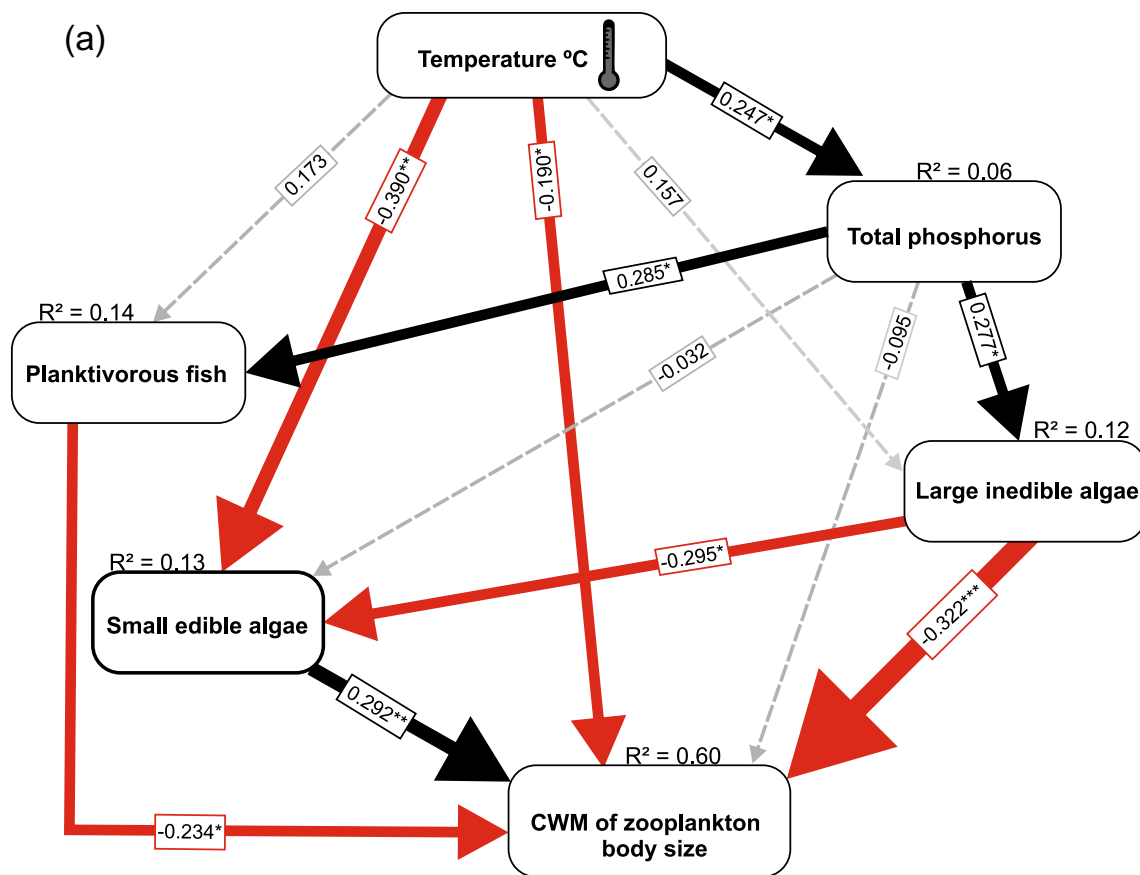 (a)
Temperature ºC
0.247*
-0.190*
-0.390**
0.173
0.157
R² = 0.06
Total phosphorus
0.285*
R² = 0.14
Planktivorous fish
0.277*
-0.095
-0.032
R² = 0.12
Large inedible algae
R² = 0.13
Small edible algae
-0.295*
-0.322***
0.292**
R² = 0.60
CWM of zooplankton
body size
-0.234*